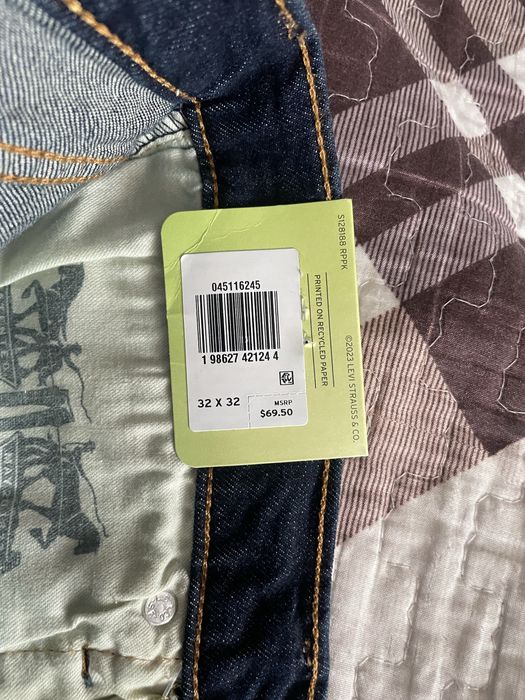 045116245
1 98627 42124 4
32 X 32
MSRP
$69.50
PRINTED ON RECYCLED PAPER
S128188 RPPK
©2023 LEVI STRAUSS & CO.